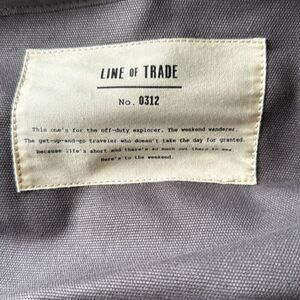 LINE OF TRADE
No. 0312
This one's for the off-duty explorer. The weekend wanderer.
The get-up-and-go traveler who doesn't take the day for granted.
Because life's short and there's so much out there to see.
Here's to the weekend.